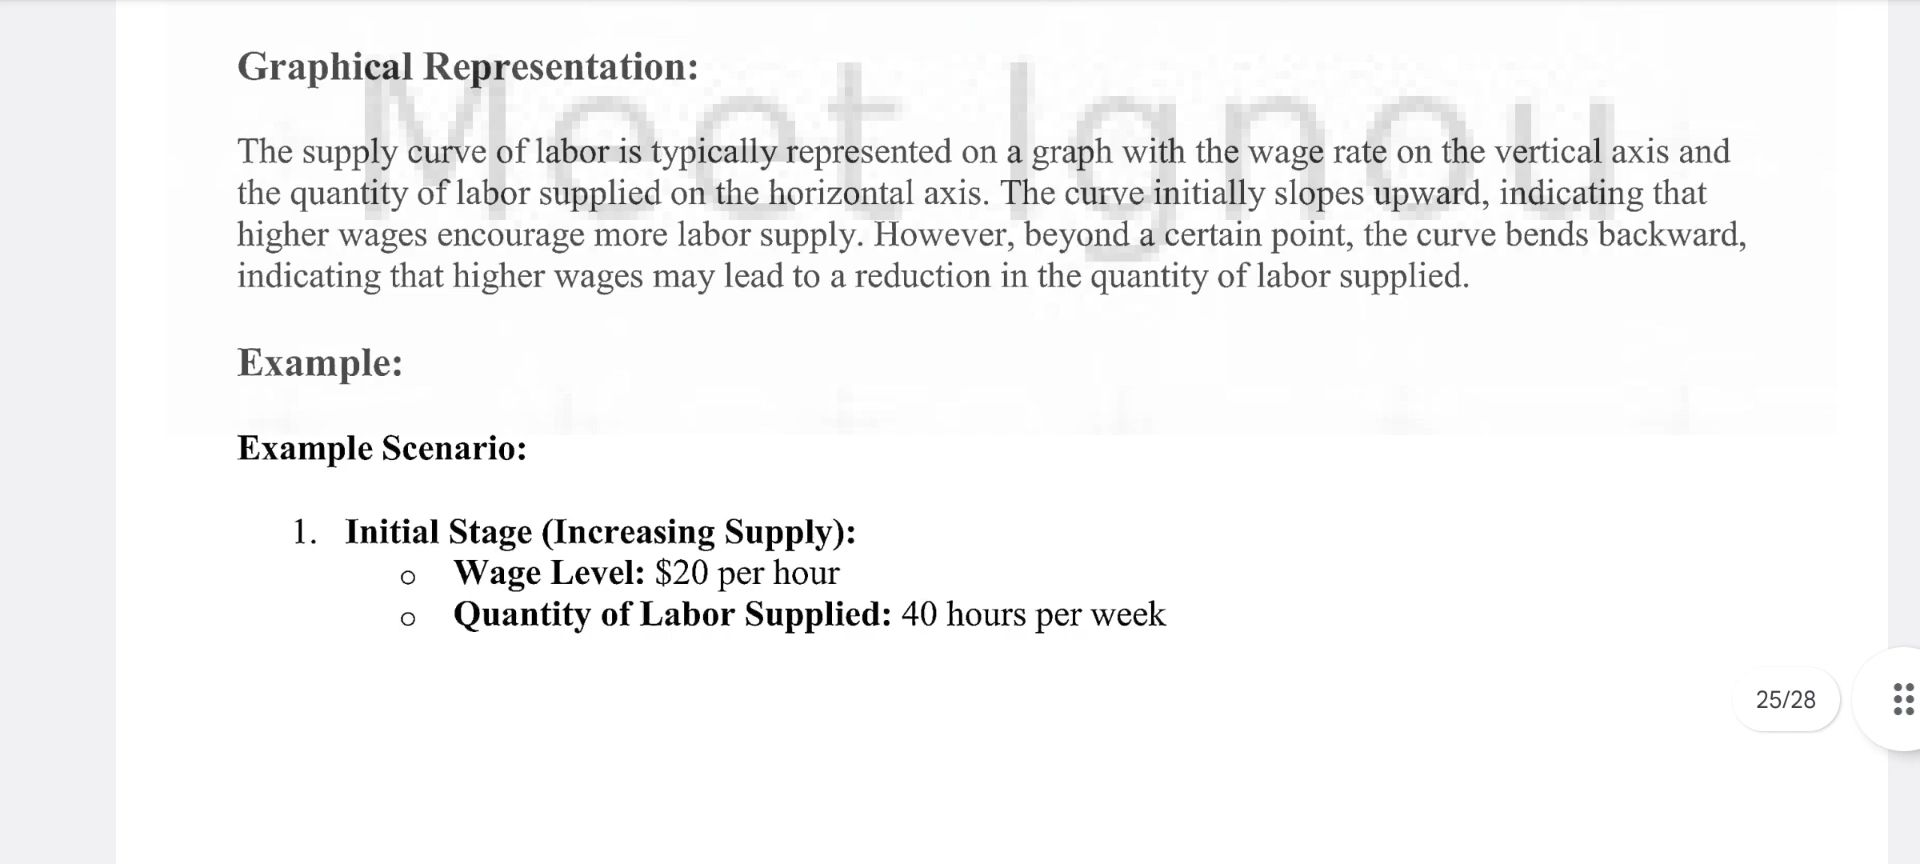 Graphical Representation:
Meet Ignou
The supply curve of labor is typically represented on a graph with the wage rate on the vertical axis and
the quantity of labor supplied on the horizontal axis. The curve initially slopes upward, indicating that
higher wages encourage more labor supply. However, beyond a certain point, the curve bends backward,
indicating that higher wages may lead to a reduction in the quantity of labor supplied.
Example:
Example Scenario:
1. Initial Stage (Increasing Supply):
o Wage Level: $20 per hour
o Quantity of Labor Supplied: 40 hours per week
25/28